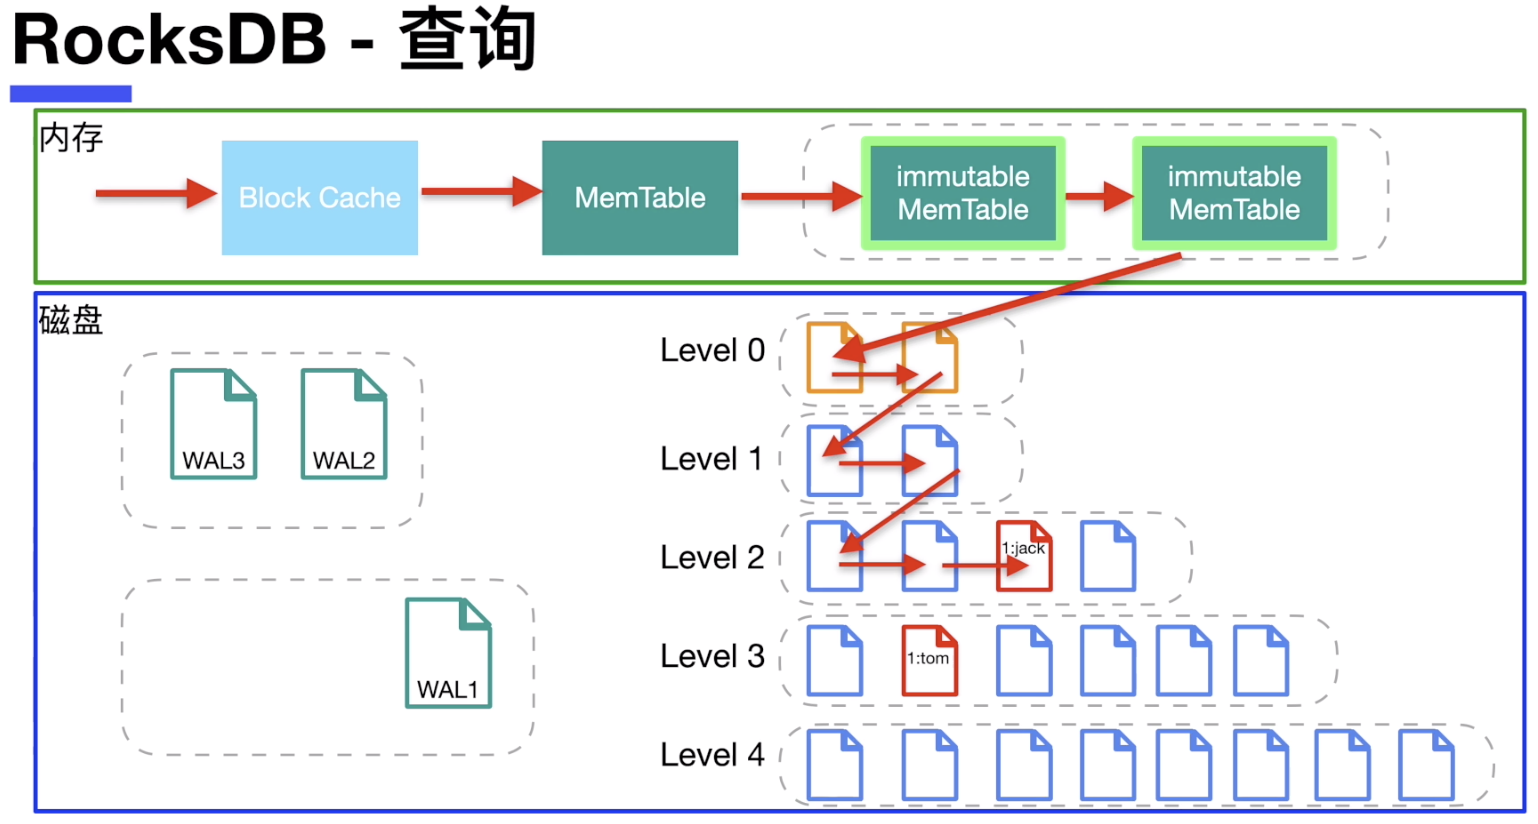 RocksDB - 查询
内存
Block Cache
MemTable
immutable
MemTable
immutable
MemTable
磁盘
WAL3
WAL2
WAL1
Level 0
Level 1
Level 2
1:jack
Level 3
1:tom
Level 4